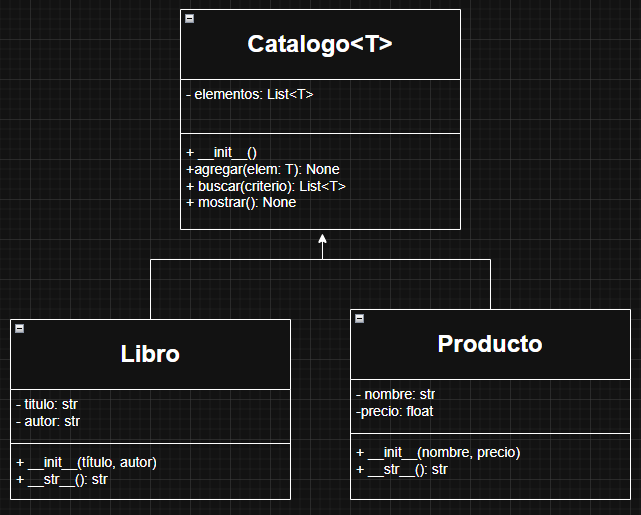 Catalogo<T>
- elementos: List<T>
+ __init__()
+agregar(elem: T): None
+ buscar(criterio): List<T>
+ mostrar(): None
Libro
- titulo: str
- autor: str
+ __init__(título, autor)
+ __str__(): str
Producto
- nombre: str
-precio: float
+ __init__(nombre, precio)
+ __str__(): str